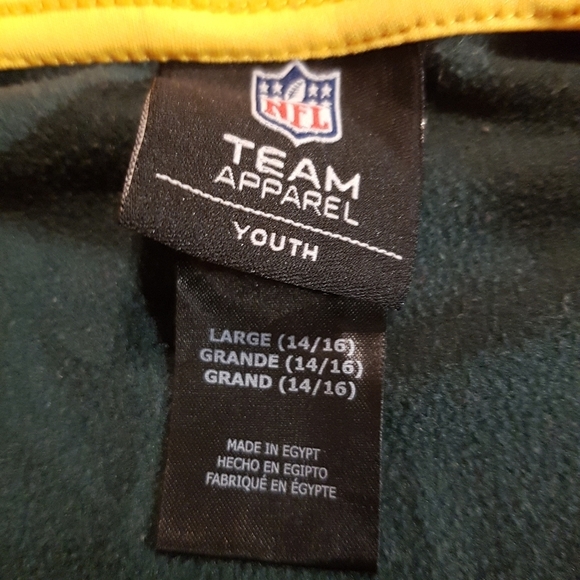 NFL
TEAM
APPAREL
YOUTH
LARGE (14/16)
GRANDE (14/16)
GRAND (14/16)
MADE IN EGYPT
HECHO EN EGIPTO
FABRIQUÉ EN ÉGYPTE